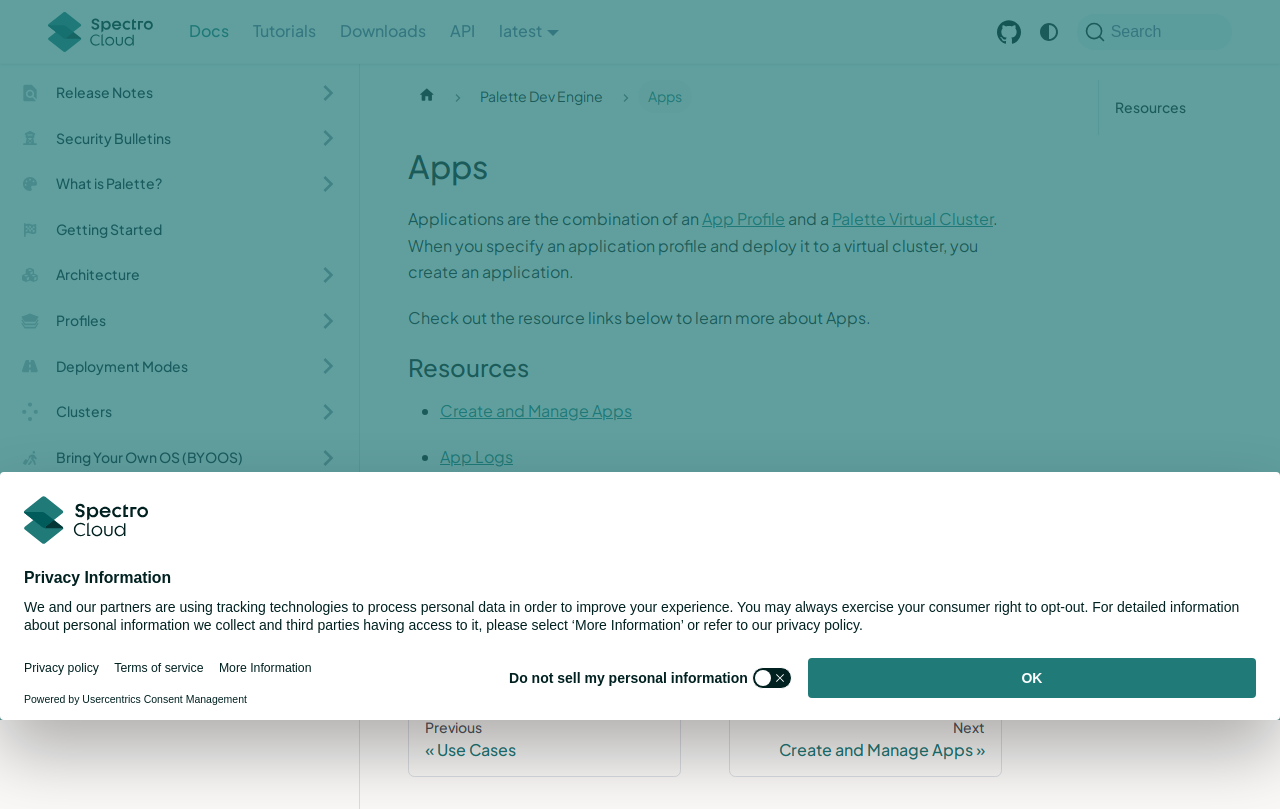 Spectro Cloud
Docs
Tutorials
Downloads
API
latest
Search
Release Notes
Security Bulletins
What is Palette?
Getting Started
Architecture
Profiles
Deployment Modes
Clusters
Bring Your Own OS (BYOOS)
Palette Dev Engine
Apps
Resources
Apps
Applications are the combination of an App Profile and a Palette Virtual Cluster.
When you specify an application profile and deploy it to a virtual cluster, you
create an application.
Check out the resource links below to learn more about Apps.
Resources
Create and Manage Apps
App Logs
Spectro
Cloud
Privacy Information
We and our partners are using tracking technologies to process personal data in order to improve your experience. You may always exercise your consumer right to opt-out. For detailed information
about personal information we collect and third parties having access to it, please select ‘More Information’ or refer to our privacy policy.
Privacy policy
Terms of service
More Information
Powered by Usercentrics Consent Management
Do not sell my personal information
OK
Previous
« Use Cases
Next
Create and Manage Apps »